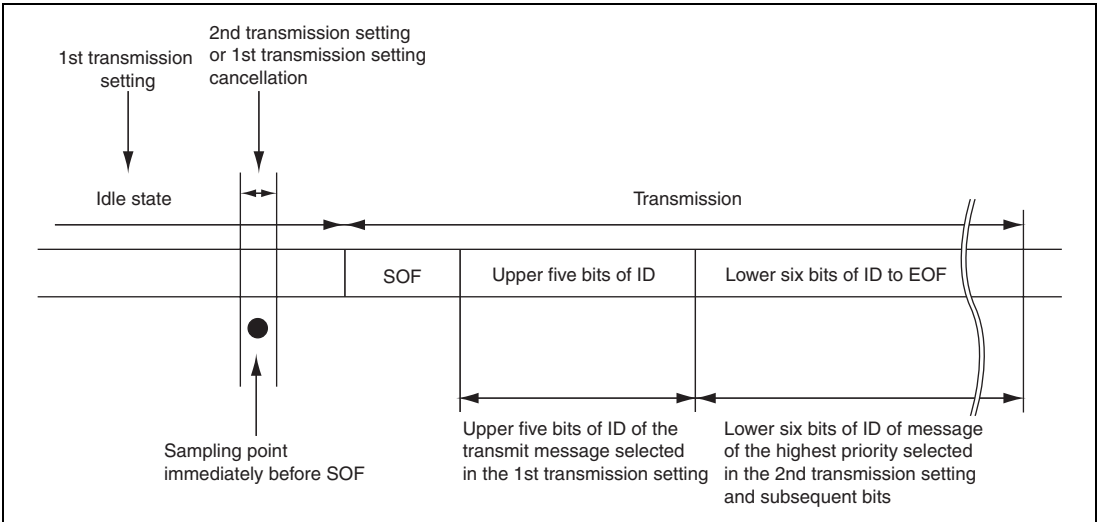 1st transmission
setting
2nd transmission setting
or 1st transmission setting
cancellation
Idle state
Transmission
SOF
Upper five bits of ID
Lower six bits of ID to EOF
Sampling point
immediately before SOF
Upper five bits of ID of the
transmit message selected
in the 1st transmission setting
Lower six bits of ID of message
of the highest priority selected
in the 2nd transmission setting
and subsequent bits